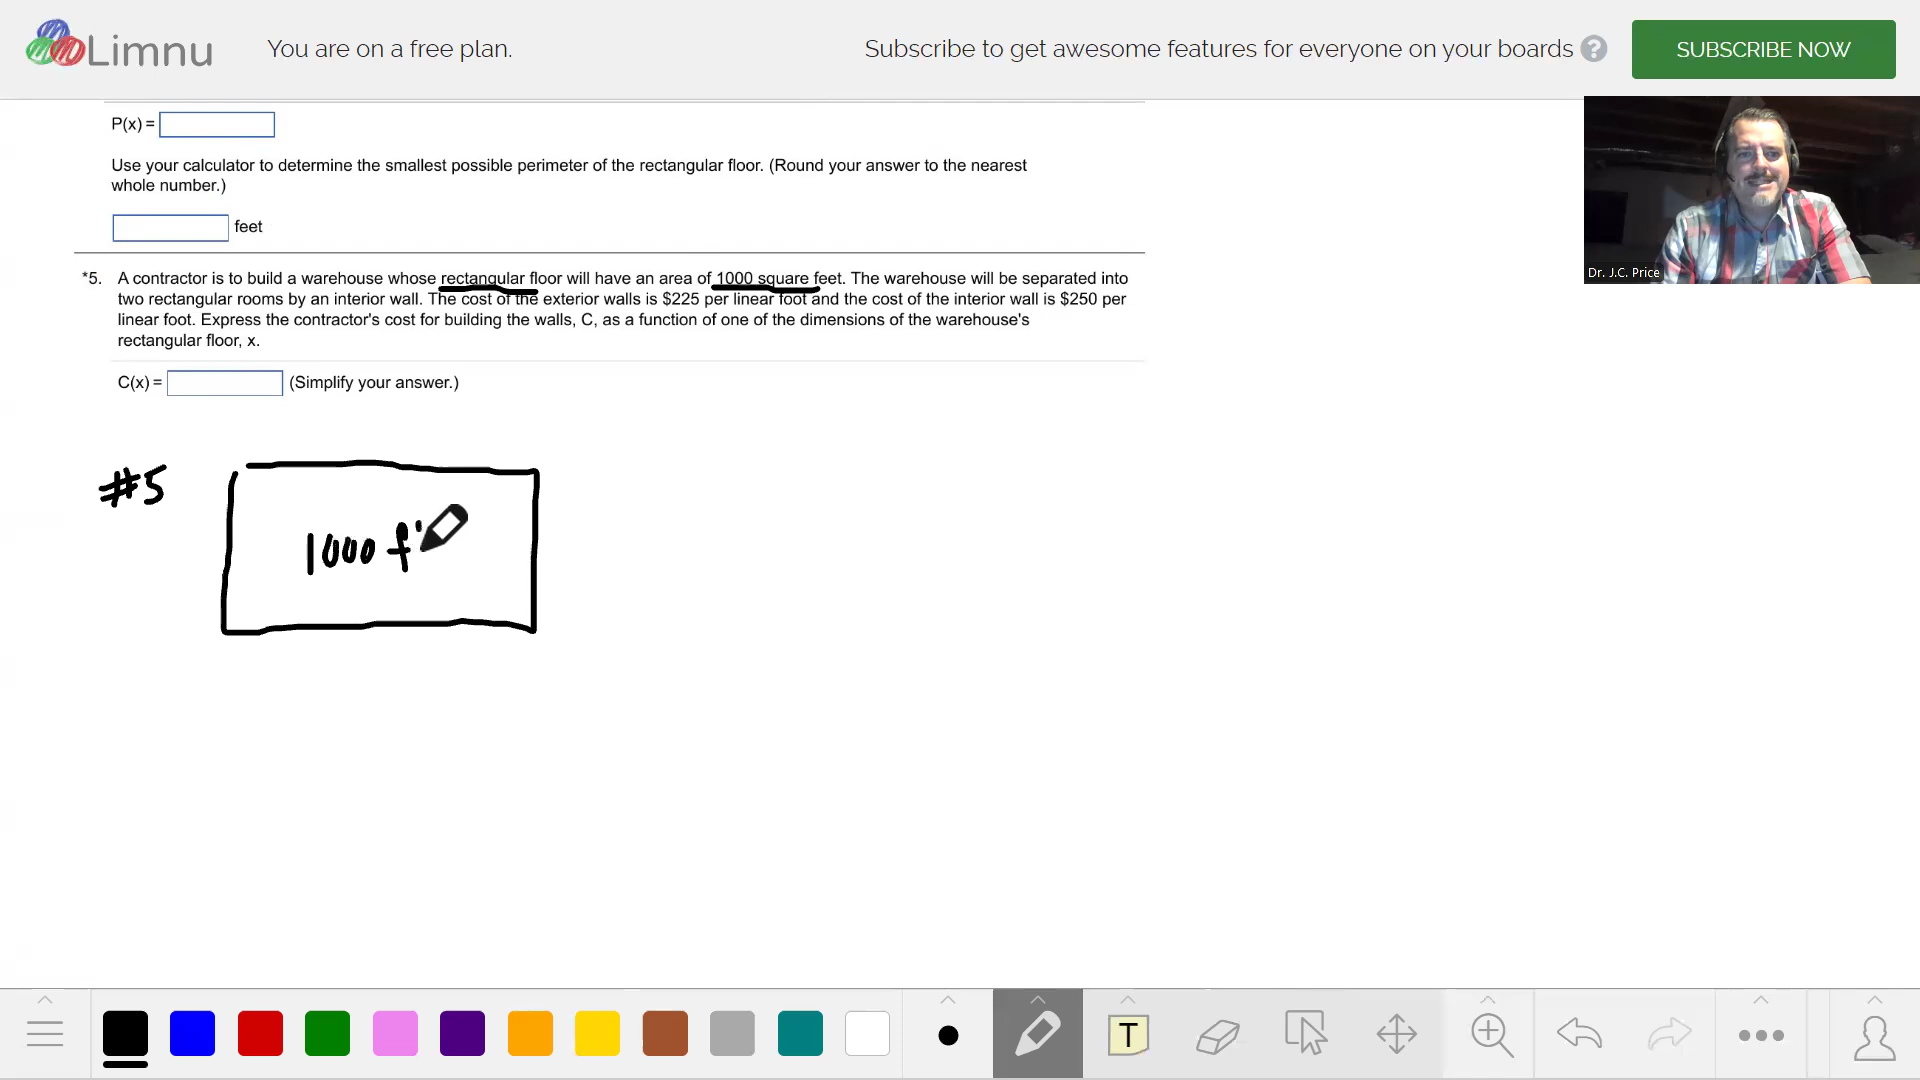 Limnu
You are on a free plan.
Subscribe to get awesome features for everyone on your boards ?
SUBSCRIBE NOW
Dr. J.C. Price
P(x) =
Use your calculator to determine the smallest possible perimeter of the rectangular floor. (Round your answer to the nearest
whole number.)
feet
*5. A contractor is to build a warehouse whose rectangular floor will have an area of 1000 square feet. The warehouse will be separated into
two rectangular rooms by an interior wall. The cost of the exterior walls is $225 per linear foot and the cost of the interior wall is $250 per
linear foot. Express the contractor's cost for building the walls, C, as a function of one of the dimensions of the warehouse's
rectangular floor, x.
C(x) = (Simplify your answer.)
#5
1000 f
T